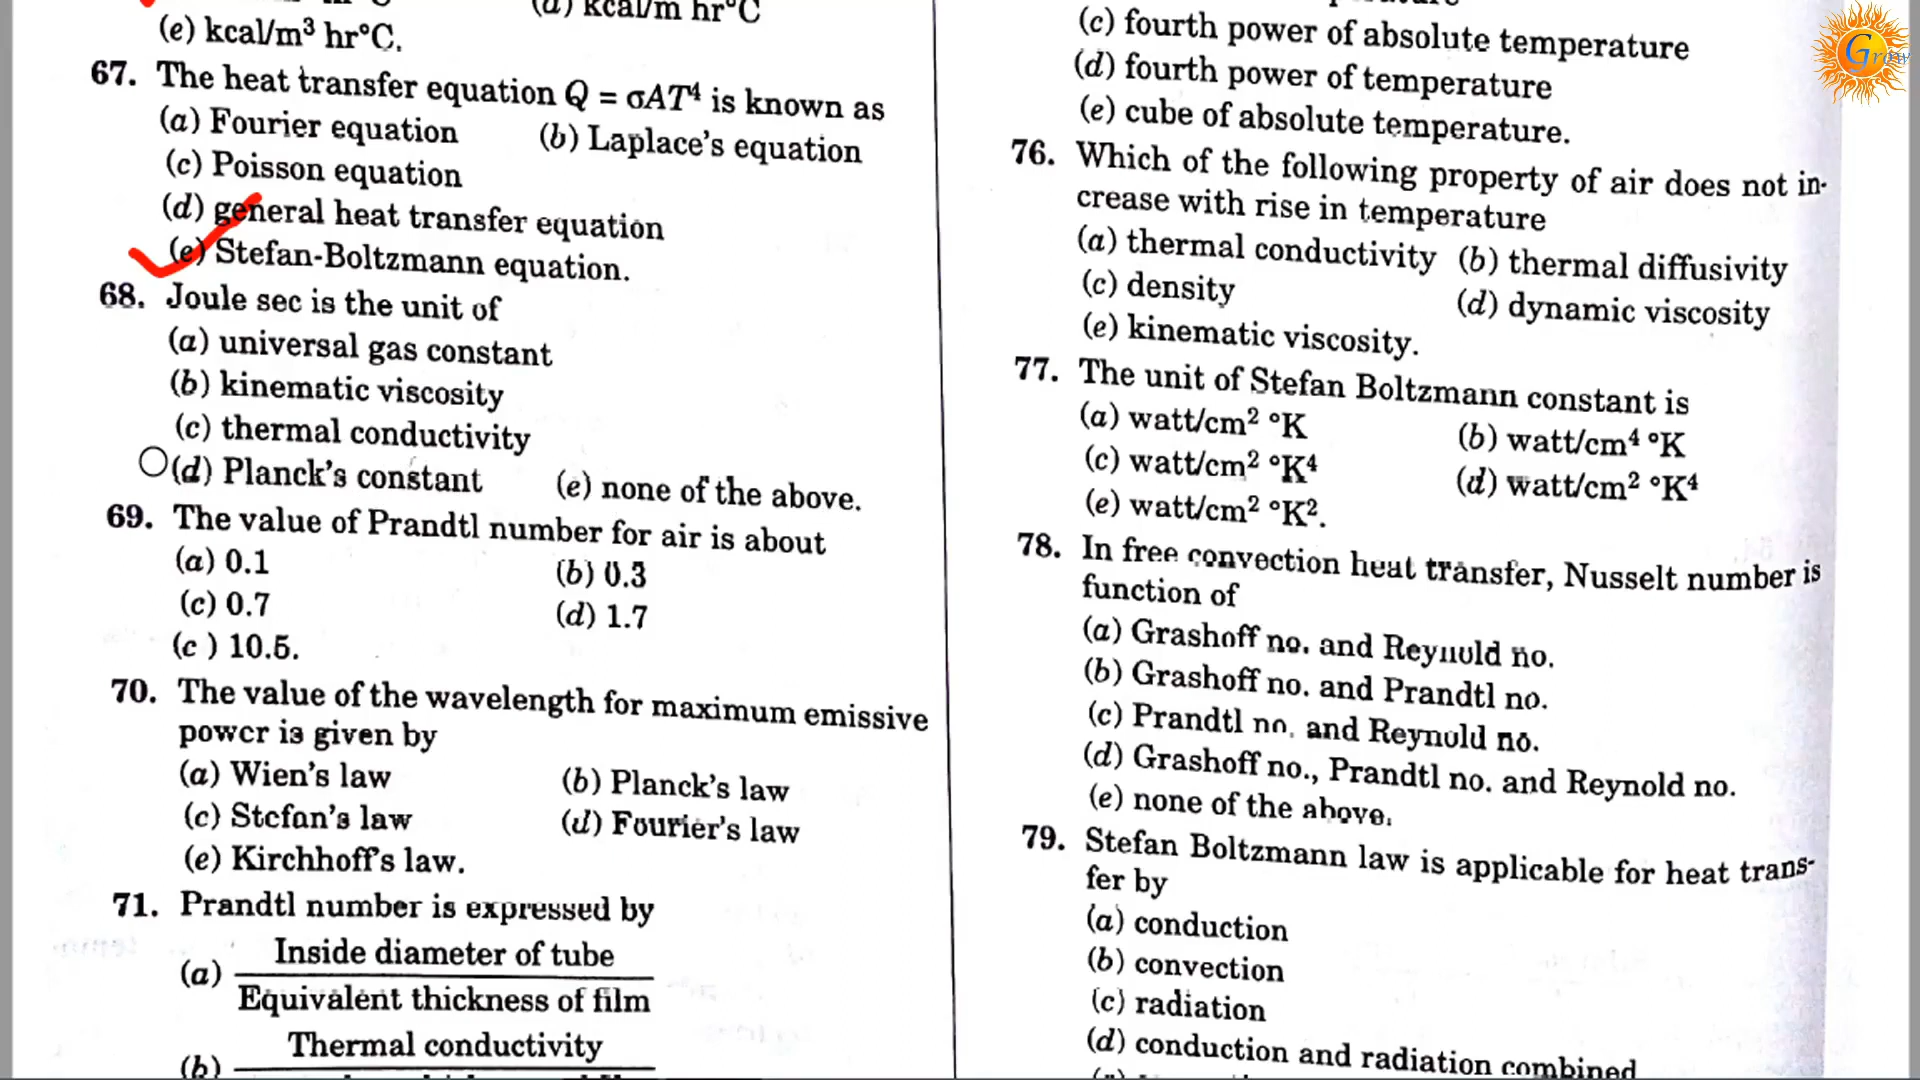 (d) kcal/m hr°C
(e) kcal/m³ hr°C.
67. The heat transfer equation Q = σAT⁴ is known as
(a) Fourier equation (b) Laplace's equation
(c) Poisson equation
(d) general heat transfer equation
(e) Stefan-Boltzmann equation.
68. Joule sec is the unit of
(a) universal gas constant
(b) kinematic viscosity
(c) thermal conductivity
(d) Planck's constant (e) none of the above.
69. The value of Prandtl number for air is about
(a) 0.1 (b) 0.3
(c) 0.7 (d) 1.7
(c ) 10.5.
70. The value of the wavelength for maximum emissive
power is given by
(a) Wien's law (b) Planck's law
(c) Stefan's law (d) Fourier's law
(e) Kirchhoff's law.
71. Prandtl number is expressed by
(a) Inside diameter of tube
Equivalent thickness of film
(b) Thermal conductivity
(c) fourth power of absolute temperature
(d) fourth power of temperature
(e) cube of absolute temperature.
76. Which of the following property of air does not in-
crease with rise in temperature
(a) thermal conductivity (b) thermal diffusivity
(c) density (d) dynamic viscosity
(e) kinematic viscosity.
77. The unit of Stefan Boltzmann constant is
(a) watt/cm² °K (b) watt/cm⁴ °K
(c) watt/cm² °K⁴ (d) watt/cm² °K⁴
(e) watt/cm² °K².
78. In free convection heat transfer, Nusselt number is
function of
(a) Grashoff no. and Reynold no.
(b) Grashoff no. and Prandtl no.
(c) Prandtl no. and Reynold no.
(d) Grashoff no., Prandtl no. and Reynold no.
(e) none of the above.
79. Stefan Boltzmann law is applicable for heat trans-
fer by
(a) conduction
(b) convection
(c) radiation
(d) conduction and radiation combined
Grow